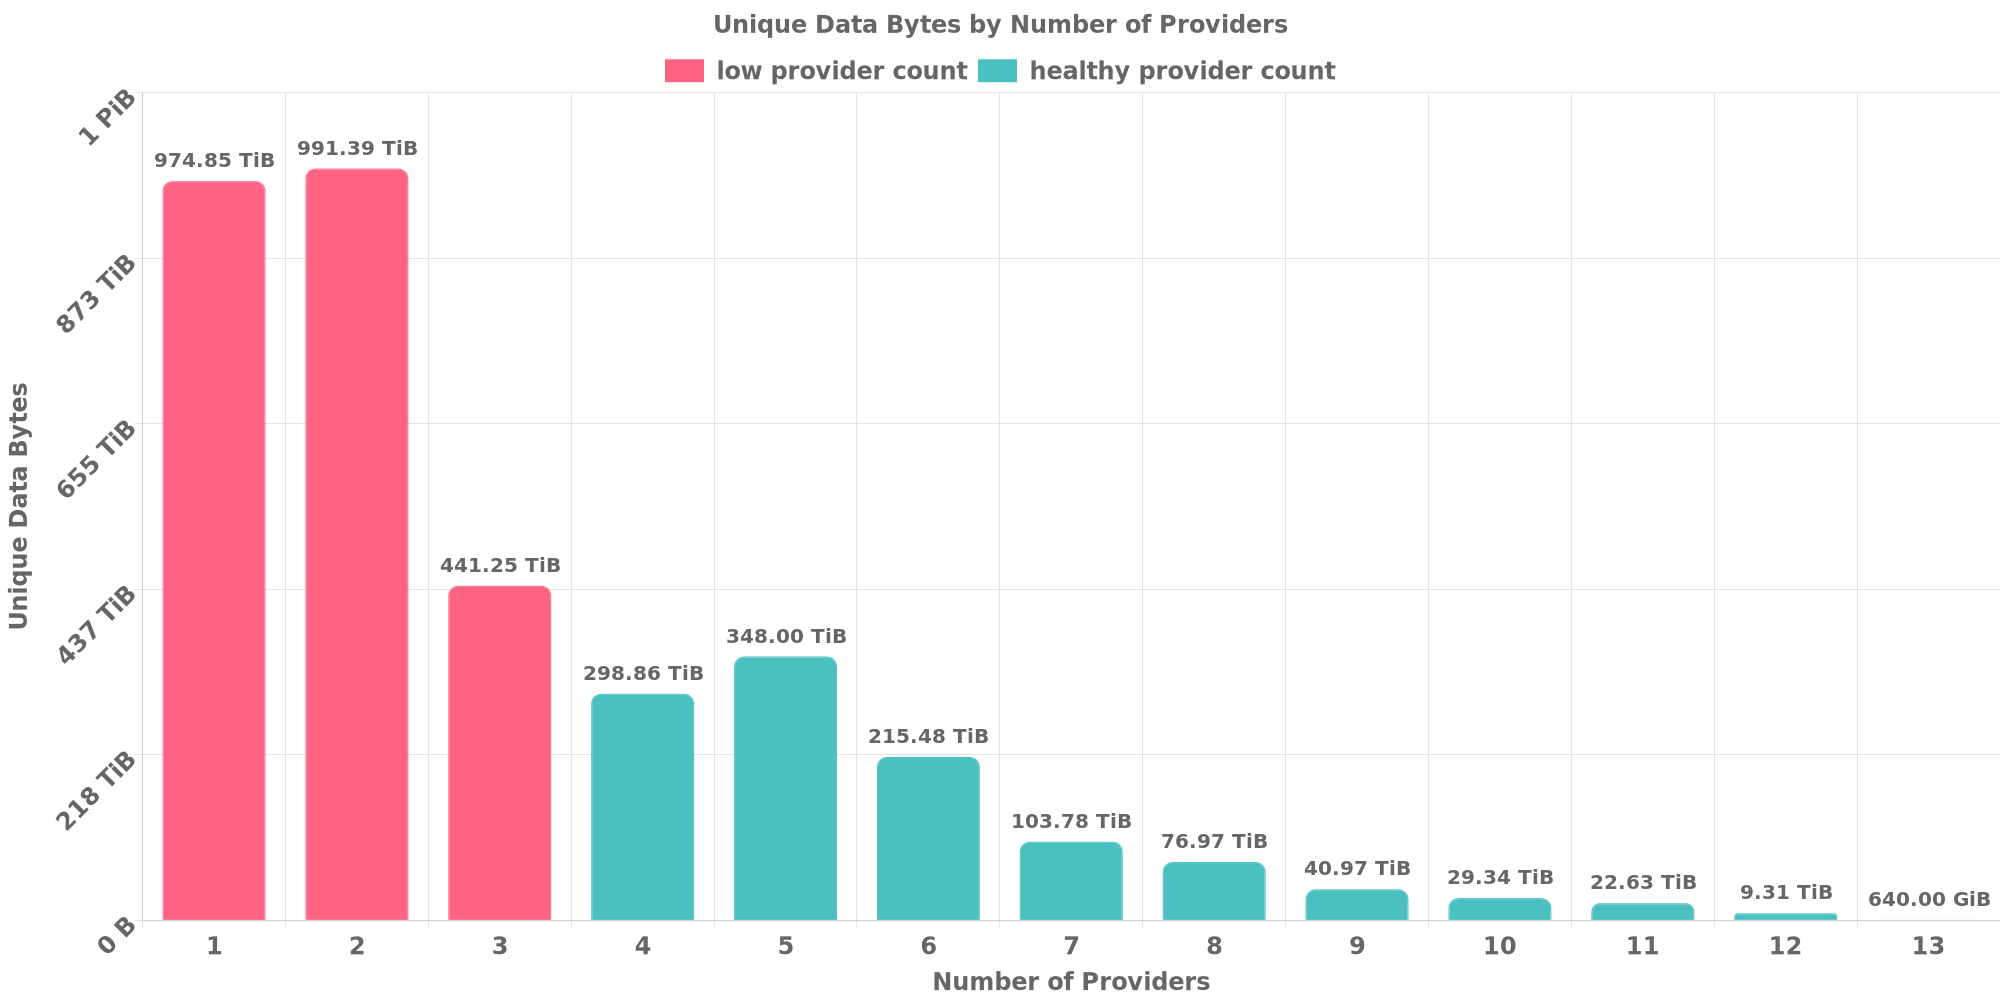 Unique Data Bytes by Number of Providers
low provider count healthy provider count
1 PiB
873 TiB
655 TiB
437 TiB
218 TiB
0 B
Unique Data Bytes
974.85 TiB
991.39 TiB
441.25 TiB
298.86 TiB
348.00 TiB
215.48 TiB
103.78 TiB
76.97 TiB
40.97 TiB
29.34 TiB
22.63 TiB
9.31 TiB
640.00 GiB
1 2 3 4 5 6 7 8 9 10 11 12 13
Number of Providers